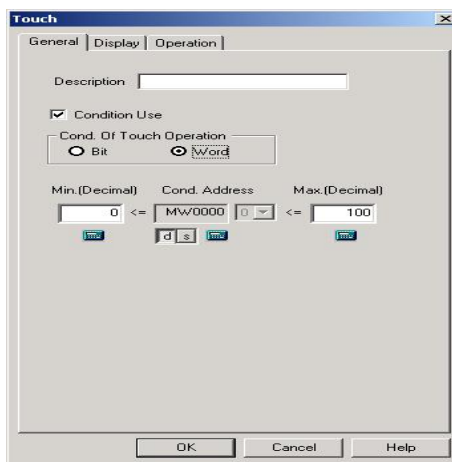 Touch
General Display Operation
Description
Condition Use
Cond. Of Touch Operation
Bit Word
Min.(Decimal) Cond. Address Max.(Decimal)
0 <= MW0000 0 <= 100
d s
OK Cancel Help